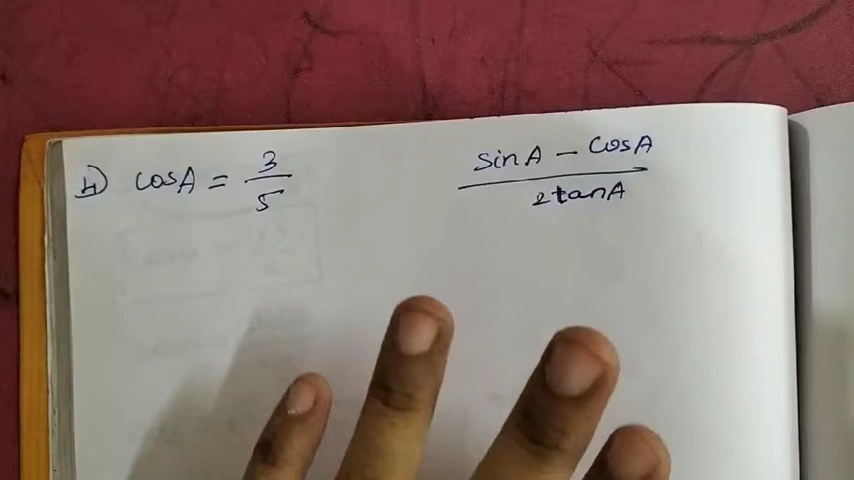 4) cosA = 3/5
sinA - cosA / 2tanA